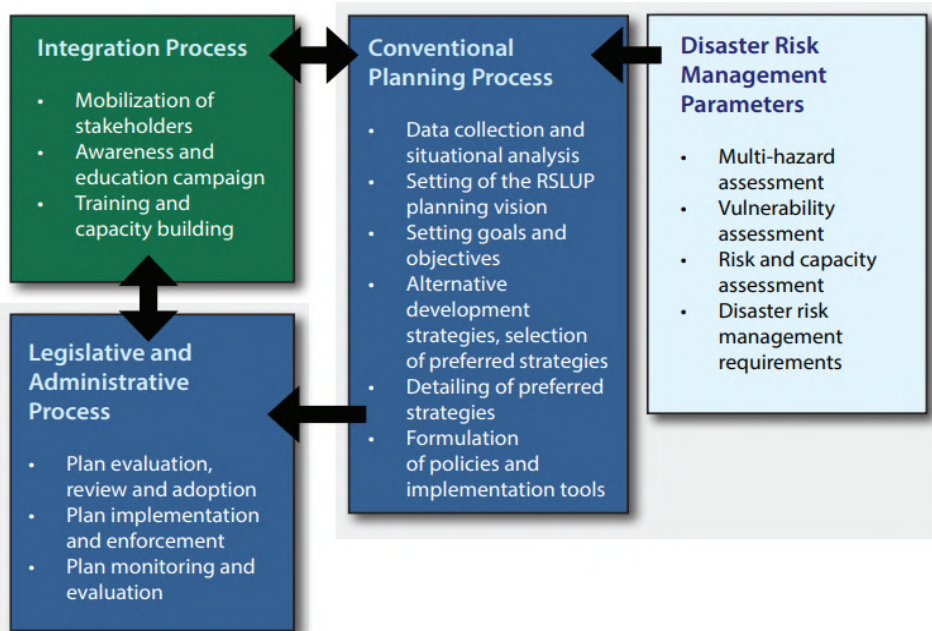 Integration Process
• Mobilization of
stakeholders
• Awareness and
education campaign
• Training and
capacity building
Legislative and
Administrative
Process
• Plan evaluation,
review and adoption
• Plan implementation
and enforcement
• Plan monitoring and
evaluation
Conventional
Planning Process
• Data collection and
situational analysis
• Setting of the RSLUP
planning vision
• Setting goals and
objectives
• Alternative
development
strategies, selection
of preferred strategies
• Detailing of preferred
strategies
• Formulation
of policies and
implementation tools
Disaster Risk
Management
Parameters
• Multi-hazard
assessment
• Vulnerability
assessment
• Risk and capacity
assessment
• Disaster risk
management
requirements